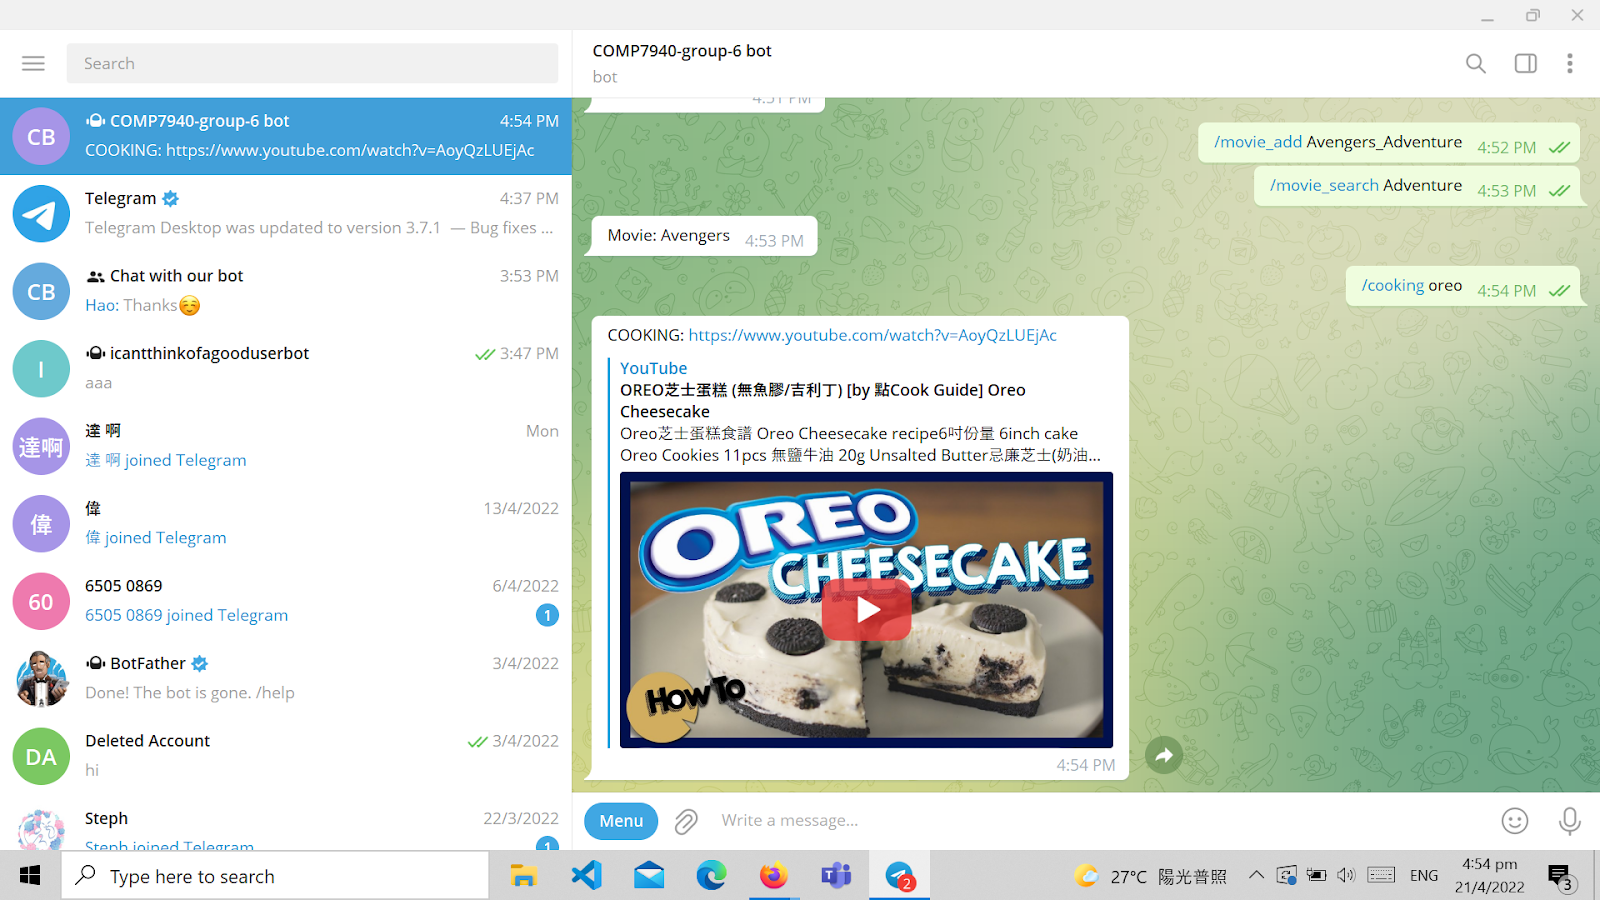 Search
CB
COMP7940-group-6 bot
4:54 PM
COOKING: https://www.youtube.com/watch?v=AoyQzLUEjAc
Telegram
4:37 PM
Telegram Desktop was updated to version 3.7.1 — Bug fixes ...
CB
Chat with our bot
3:53 PM
Hao: Thanks☺️
I
icantthinkofagooduserbot
3:47 PM
aaa
達啊
達 啊
Mon
達 啊 joined Telegram
偉
偉
13/4/2022
偉 joined Telegram
60
6505 0869
6/4/2022
6505 0869 joined Telegram
1
BotFather
3/4/2022
Done! The bot is gone. /help
DA
Deleted Account
3/4/2022
hi
Steph
22/3/2022
Steph joined Telegram
1
COMP7940-group-6 bot
bot
4:51 PM
/movie_add Avengers_Adventure 4:52 PM
/movie_search Adventure 4:53 PM
Movie: Avengers 4:53 PM
/cooking oreo 4:54 PM
COOKING: https://www.youtube.com/watch?v=AoyQzLUEjAc
YouTube
OREO芝士蛋糕 (無魚膠/吉利丁) [by 點Cook Guide] Oreo
Cheesecake
Oreo芝士蛋糕食譜 Oreo Cheesecake recipe6吋份量 6inch cake
Oreo Cookies 11pcs 無鹽牛油 20g Unsalted Butter忌廉芝士(奶油...
OREO
CHEESECAKE
HOW TO
4:54 PM
Menu
Write a message...
Type here to search
2
27°C 陽光普照
ENG
4:54 pm
21/4/2022
3